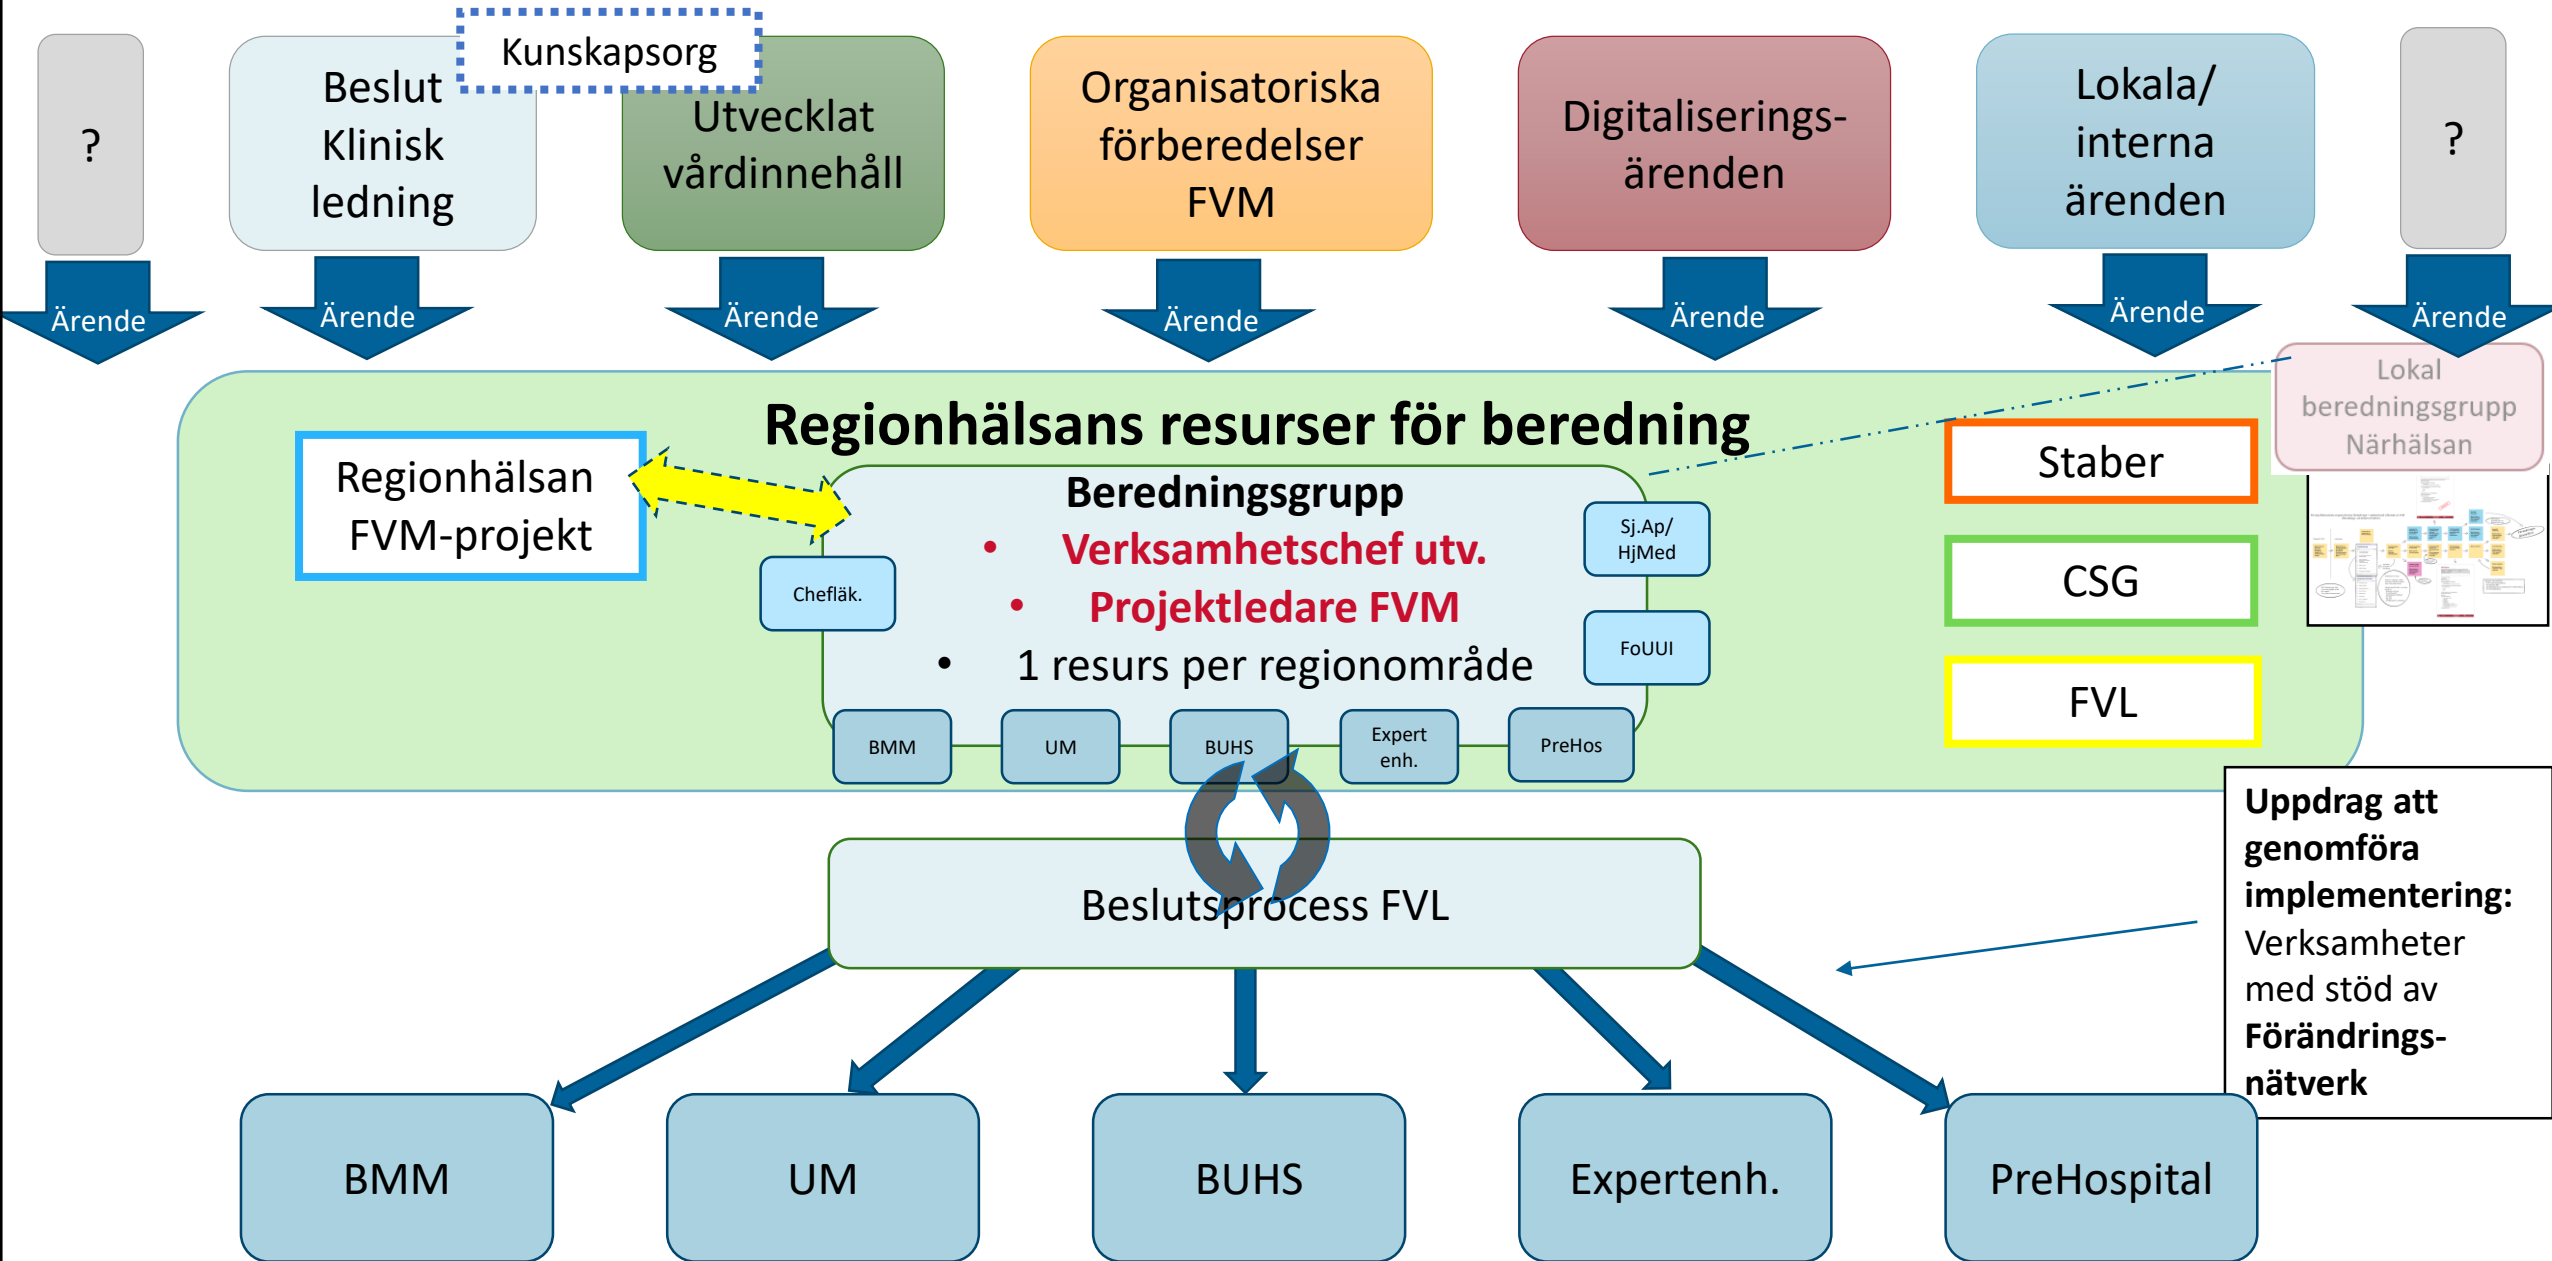 Kunskapsorg
?
Beslut
Klinisk
ledning
Utvecklat
vårdinnehåll
Organisatoriska
förberedelser
FVM
Digitaliserings-
ärenden
Lokala/
interna
ärenden
?
Ärende
Ärende
Ärende
Ärende
Ärende
Ärende
Ärende
Regionhälsans resurser för beredning
Lokal
beredningsgrupp
Närhälsan
Regionhälsan
FVM-projekt
Beredningsgrupp
• Verksamhetschef utv.
• Projektledare FVM
• 1 resurs per regionområde
Chefläk.
Sj.Ap/
HjMed
FoUUI
BMM
UM
BUHS
Expert
enh.
PreHos
Staber
CSG
FVL
Beslutsprocess FVL
Uppdrag att
genomföra
implementering:
Verksamheter
med stöd av
Förändrings-
nätverk
BMM
UM
BUHS
Expertenh.
PreHospital